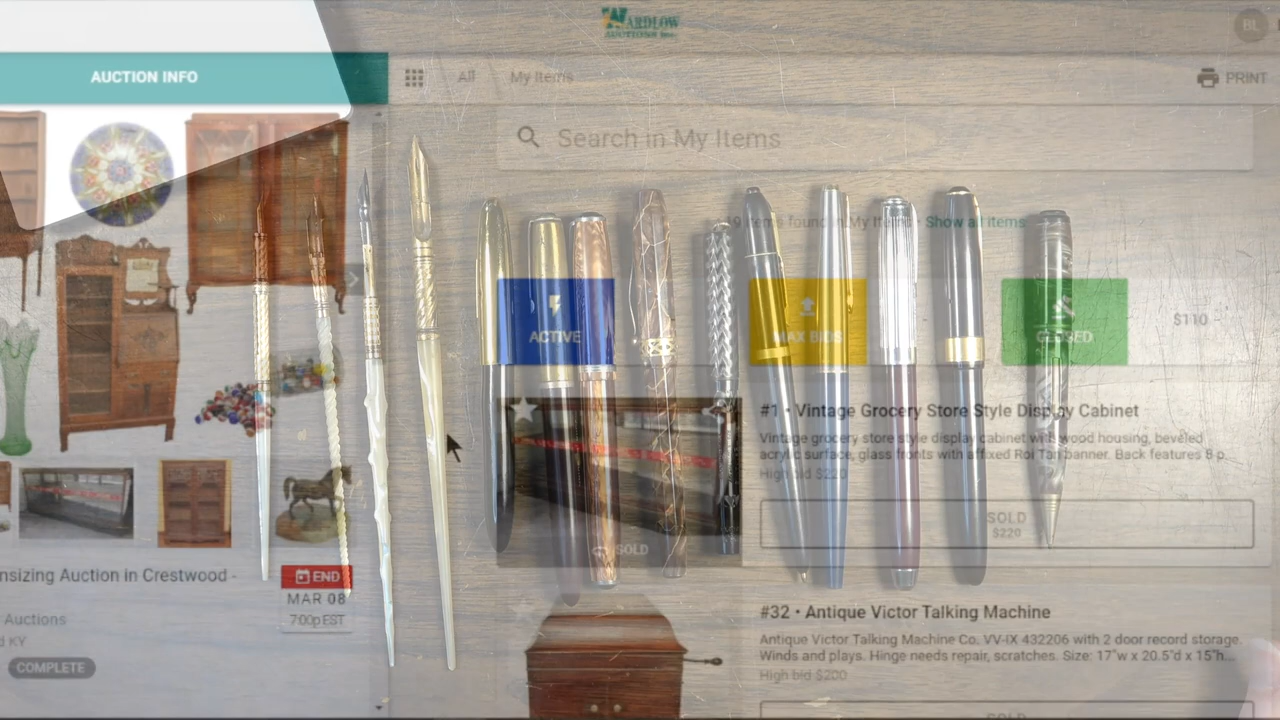 WARDLOW
AUCTIONS Inc.
BL
AUCTION INFO
All
My Items
PRINT
Search in My Items
19 items found in My Items • Show all items
ACTIVE
MAX BIDS
CLOSED
$110
#1 • Vintage Grocery Store Style Display Cabinet
Vintage grocery store style display cabinet with wood housing, beveled
acrylic surface, glass fronts with affixed Roi Tan banner. Back features 8 p...
High bid $220
SOLD
$220
SOLD
nsizing Auction in Crestwood -
END
MAR 08
7:00p EST
Auctions
d KY
COMPLETE
#32 • Antique Victor Talking Machine
Antique Victor Talking Machine Co. VV-IX 432206 with 2 door record storage.
Winds and plays. Hinge needs repair, scratches. Size: 17"w x 20.5"d x 15"h...
High bid $200
SOLD